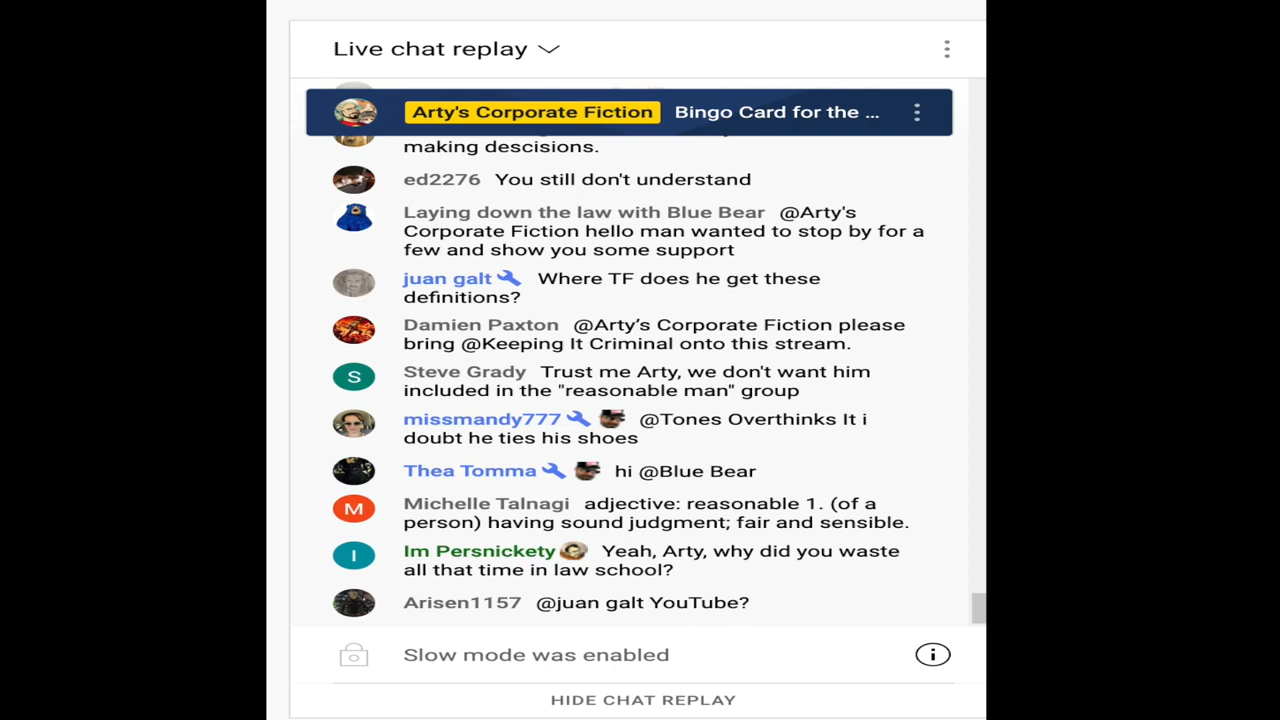 Live chat replay
Arty's Corporate Fiction Bingo Card for the ...
making descisions.
ed2276 You still don't understand
Laying down the law with Blue Bear @Arty's
Corporate Fiction hello man wanted to stop by for a
few and show you some support
juan galt Where TF does he get these
definitions?
Damien Paxton @Arty’s Corporate Fiction please
bring @Keeping It Criminal onto this stream.
S
Steve Grady Trust me Arty, we don't want him
included in the "reasonable man" group
missmandy777 @Tones Overthinks It i
doubt he ties his shoes
Thea Tomma hi @Blue Bear
M
Michelle Talnagi adjective: reasonable 1. (of a
person) having sound judgment; fair and sensible.
I
Im Persnickety Yeah, Arty, why did you waste
all that time in law school?
Arisen1157 @juan galt YouTube?
Slow mode was enabled
HIDE CHAT REPLAY